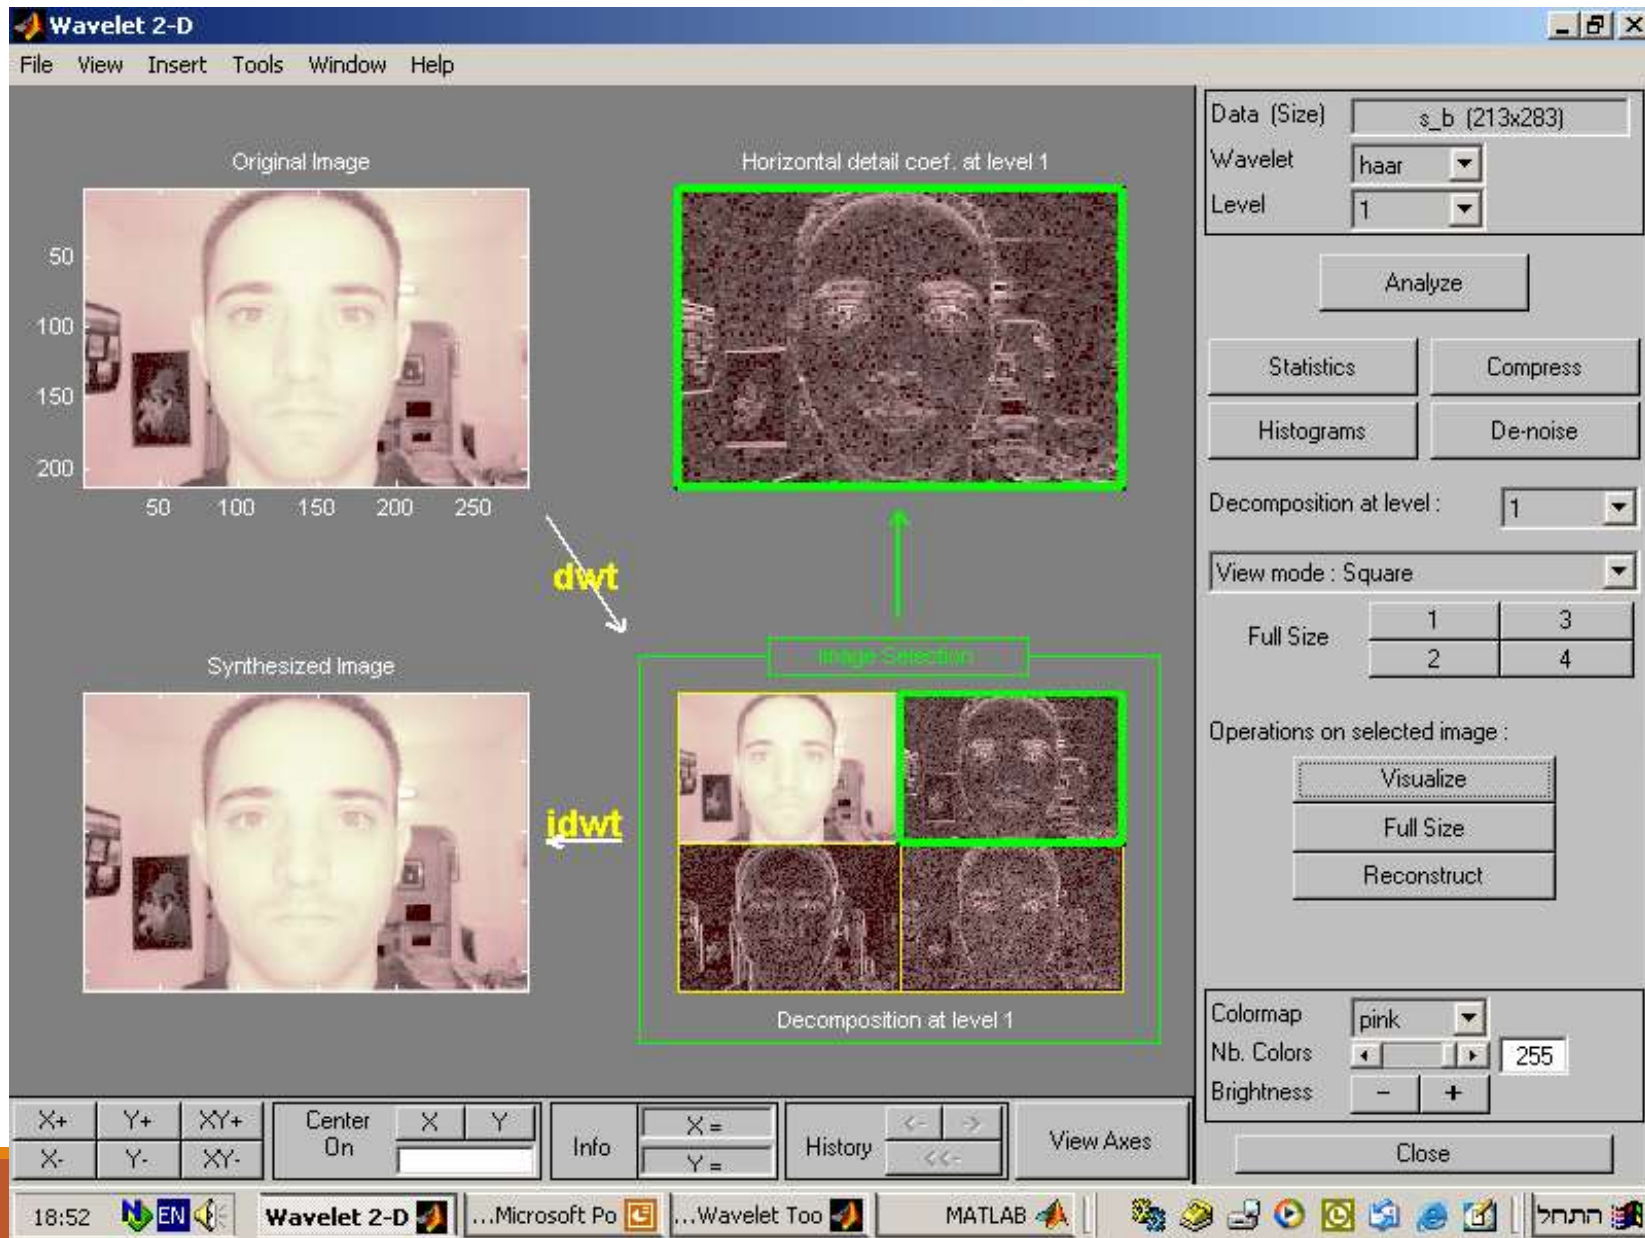 Wavelet 2-D
File View Insert Tools Window Help
Original Image
50
100
150
200
50 100 150 200 250
Horizontal detail coef. at level 1
dwt
Synthesized Image
idwt
Image Selection
Decomposition at level 1
Data (Size) s_b (213x283)
Wavelet haar
Level 1
Analyze
Statistics Compress
Histograms De-noise
Decomposition at level : 1
View mode : Square
Full Size 1 3
2 4
Operations on selected image :
Visualize
Full Size
Reconstruct
Colormap pink
Nb. Colors 255
Brightness - +
Close
X+ Y+ XY+
X- Y- XY-
Center On X Y
Info X =
Y =
History <- ->
<<-
View Axes
18:52 N EN Wavelet 2-D ...Microsoft Po ...Wavelet Too MATLAB התחל